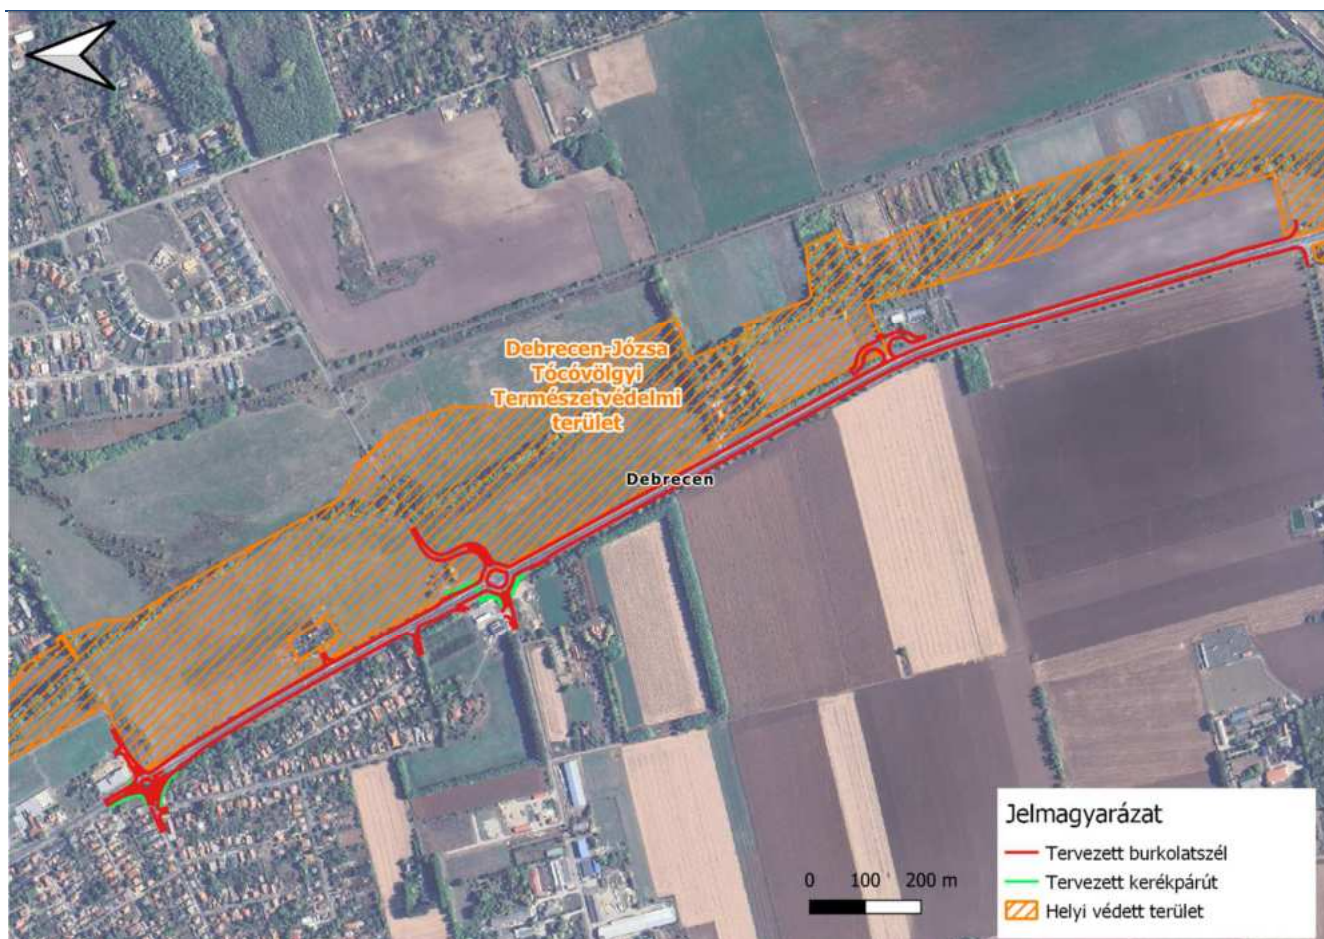 Debrecen-Józsa
Tócóvölgyi
Természetvédelmi
terület
Debrecen
Jelmagyarázat
Tervezett burkolatszél
Tervezett kerékpárút
Helyi védett terület
0 100 200 m